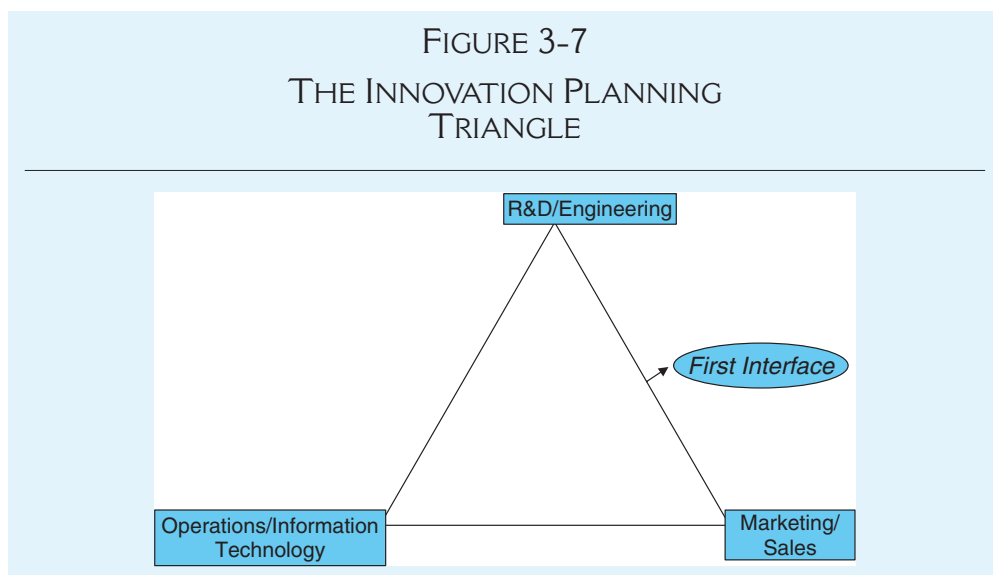 FIGURE 3-7
THE INNOVATION PLANNING
TRIANGLE
R&D/Engineering
First Interface
Operations/Information
Technology
Marketing/
Sales